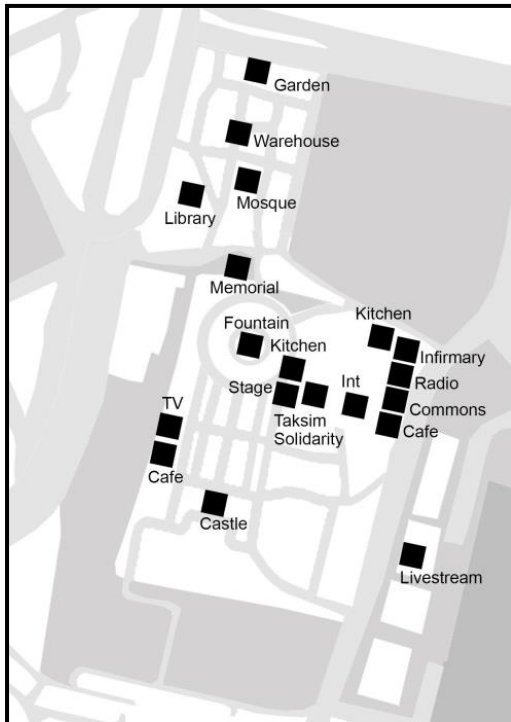 Garden
Warehouse
Mosque
Library
Memorial
Fountain
Kitchen
Kitchen
Infirmary
Radio
Int
Stage
Commons
Taksim
Solidarity
Cafe
TV
Cafe
Castle
Livestream